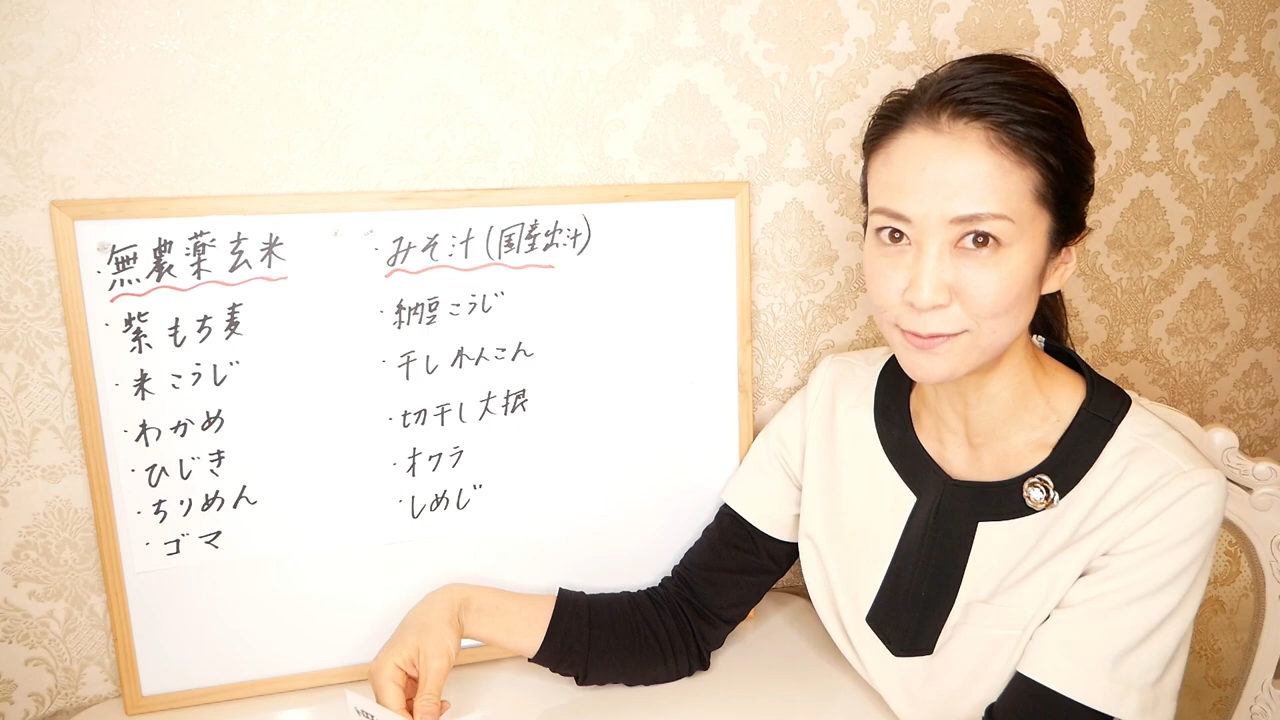 ・無農薬玄米
・紫もち麦
・米こうじ
・わかめ
・ひじき
・ちりめん
・ゴマ
・みそ汁(国産出汁)
・納豆こうじ
・干しれんこん
・切干し大根
・オクラ
・しめじ